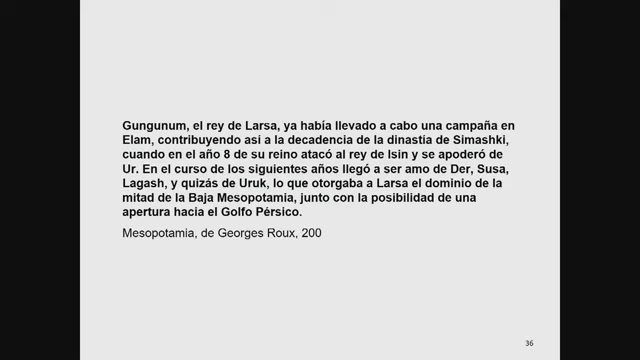 Gungunum, el rey de Larsa, ya había llevado a cabo una campaña en
Elam, contribuyendo así a la decadencia de la dinastía de Simashki,
cuando en el año 8 de su reino atacó al rey de Isin y se apoderó de
Ur. En el curso de los siguientes años llegó a ser amo de Der, Susa,
Lagash, y quizás de Uruk, lo que otorgaba a Larsa el dominio de la
mitad de la Baja Mesopotamia, junto con la posibilidad de una
apertura hacia el Golfo Pérsico.
Mesopotamia, de Georges Roux, 200
36